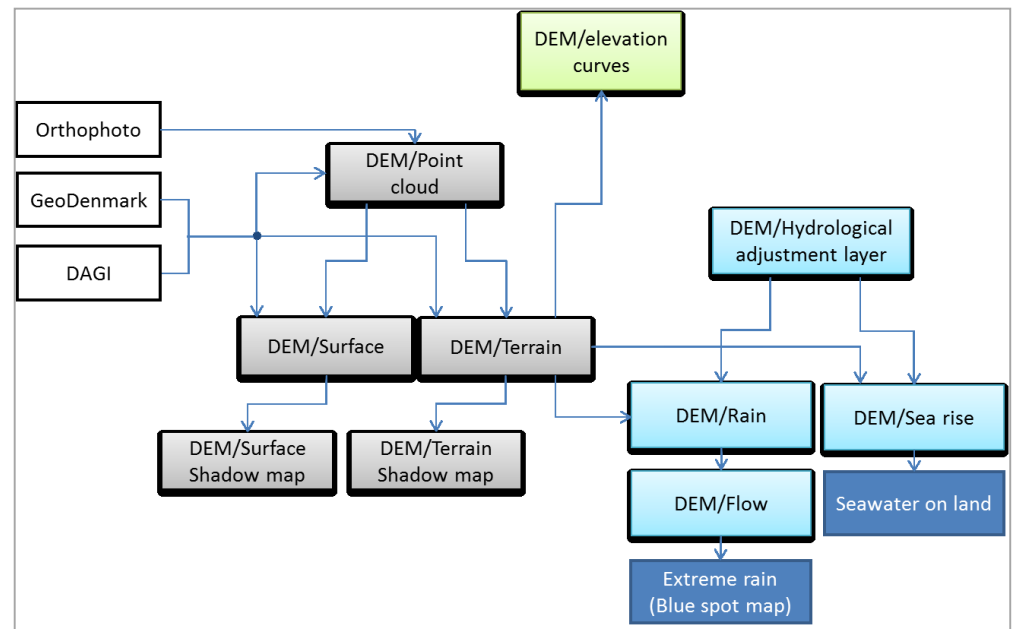 DEM/elevation
curves
Orthophoto
DEM/Point
cloud
GeoDenmark
DAGI
DEM/Hydrological
adjustment layer
DEM/Surface
DEM/Terrain
DEM/Rain
DEM/Sea rise
DEM/Surface
Shadow map
DEM/Terrain
Shadow map
DEM/Flow
Seawater on land
Extreme rain
(Blue spot map)